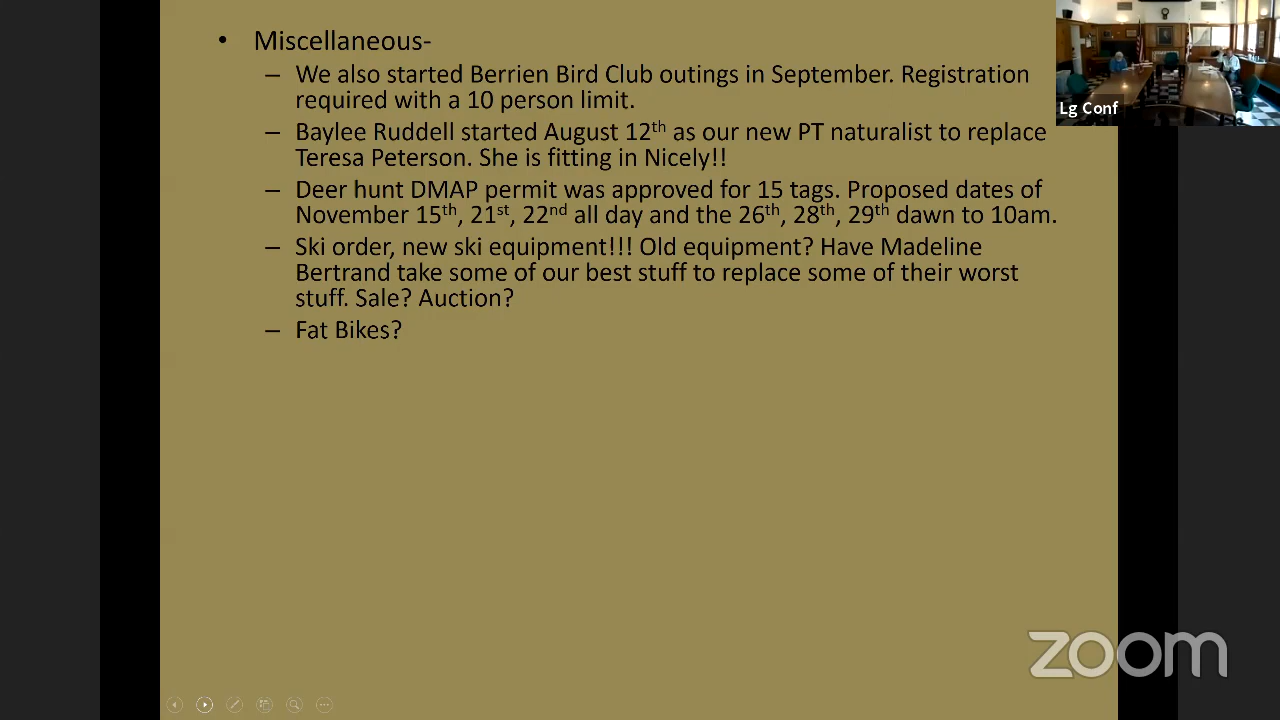 • Miscellaneous-
– We also started Berrien Bird Club outings in September. Registration
required with a 10 person limit.
– Baylee Ruddell started August 12th as our new PT naturalist to replace
Teresa Peterson. She is fitting in Nicely!!
– Deer hunt DMAP permit was approved for 15 tags. Proposed dates of
November 15th, 21st, 22nd all day and the 26th, 28th, 29th dawn to 10am.
– Ski order, new ski equipment!!! Old equipment? Have Madeline
Bertrand take some of our best stuff to replace some of their worst
stuff. Sale? Auction?
– Fat Bikes?
Lg Conf
zoom